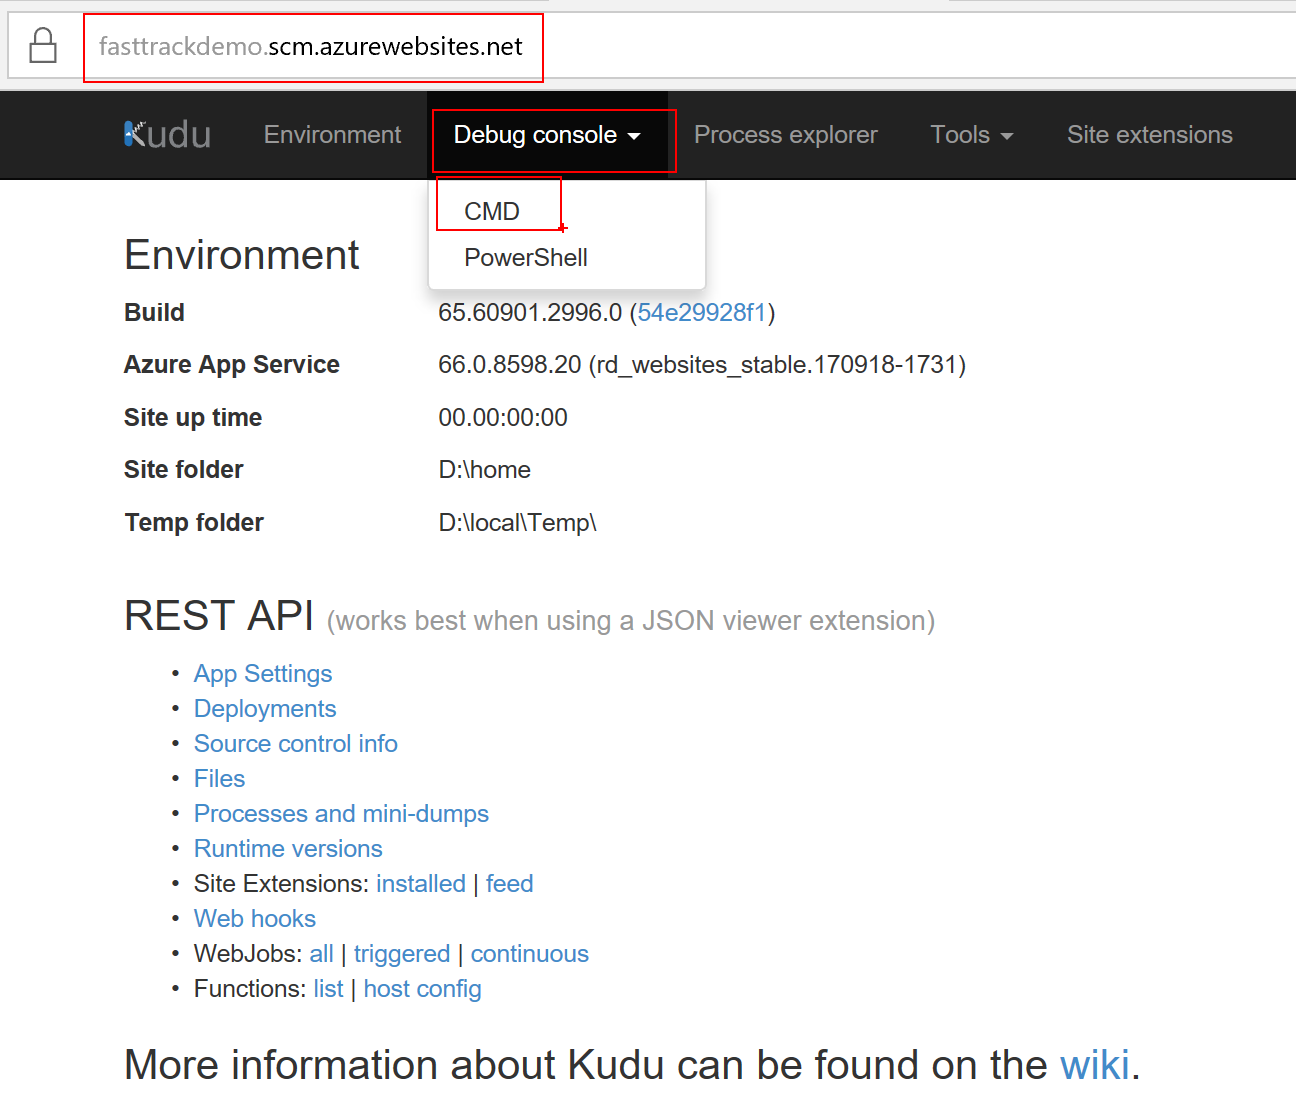 fasttrackdemo.scm.azurewebsites.net
Kudu Environment Debug console Process explorer Tools Site extensions
CMD
PowerShell
Environment
Build 65.60901.2996.0 (54e29928f1)
Azure App Service 66.0.8598.20 (rd_websites_stable.170918-1731)
Site up time 00.00:00:00
Site folder D:\home
Temp folder D:\local\Temp\
REST API (works best when using a JSON viewer extension)
• App Settings
• Deployments
• Source control info
• Files
• Processes and mini-dumps
• Runtime versions
• Site Extensions: installed | feed
• Web hooks
• WebJobs: all | triggered | continuous
• Functions: list | host config
More information about Kudu can be found on the wiki.